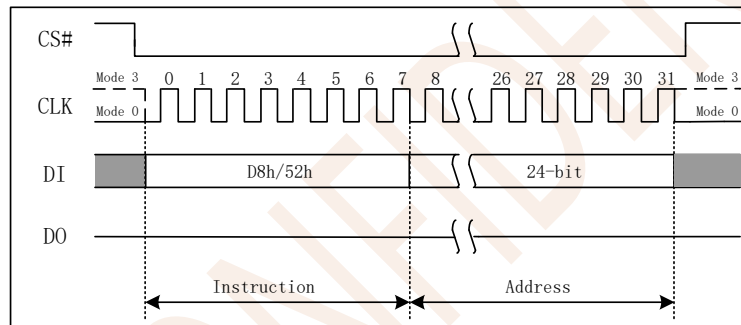 CS#
Mode 3 0 1 2 3 4 5 6 7 8 26 27 28 29 30 31 Mode 3
CLK
Mode 0 Mode 0
DI D8h/52h 24-bit
DO
Instruction Address